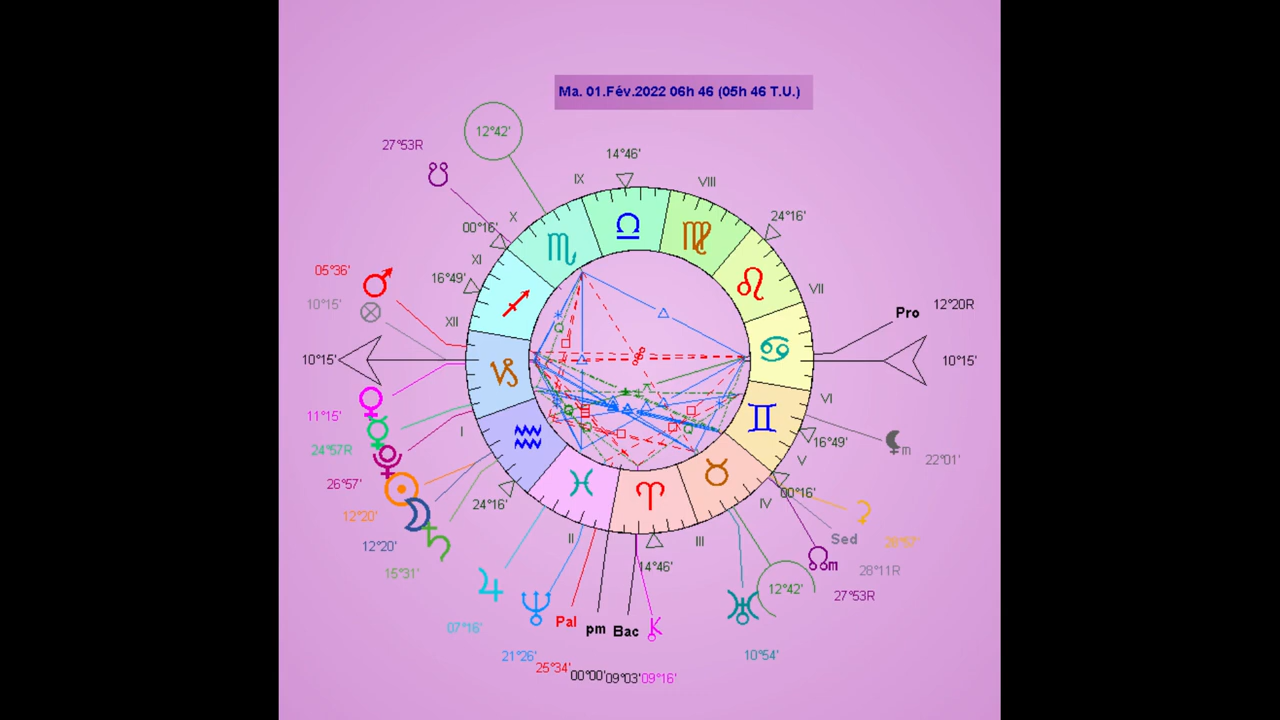 Ma. 01.Fév.2022 06h 46 (05h 46 T.U.)
12°42'
27°53R
14°46'
IX
VIII
X
24°16'
00°16'
XI
16°49'
05°36'
VII
10°15'
12°20R
Pro
XII
10°15'
10°15'
11°15'
VI
I
16°49'
24°57R
m
22°01'
V
26°57'
00°16'
24°16'
IV
12°20'
II
III
Sed
12°20'
14°46'
28°11R
m
15°31'
12°42'
27°53R
07°16'
Pal
pm
Bac
21°26'
10°54'
25°34'
00°00'
09°03'
09°16'